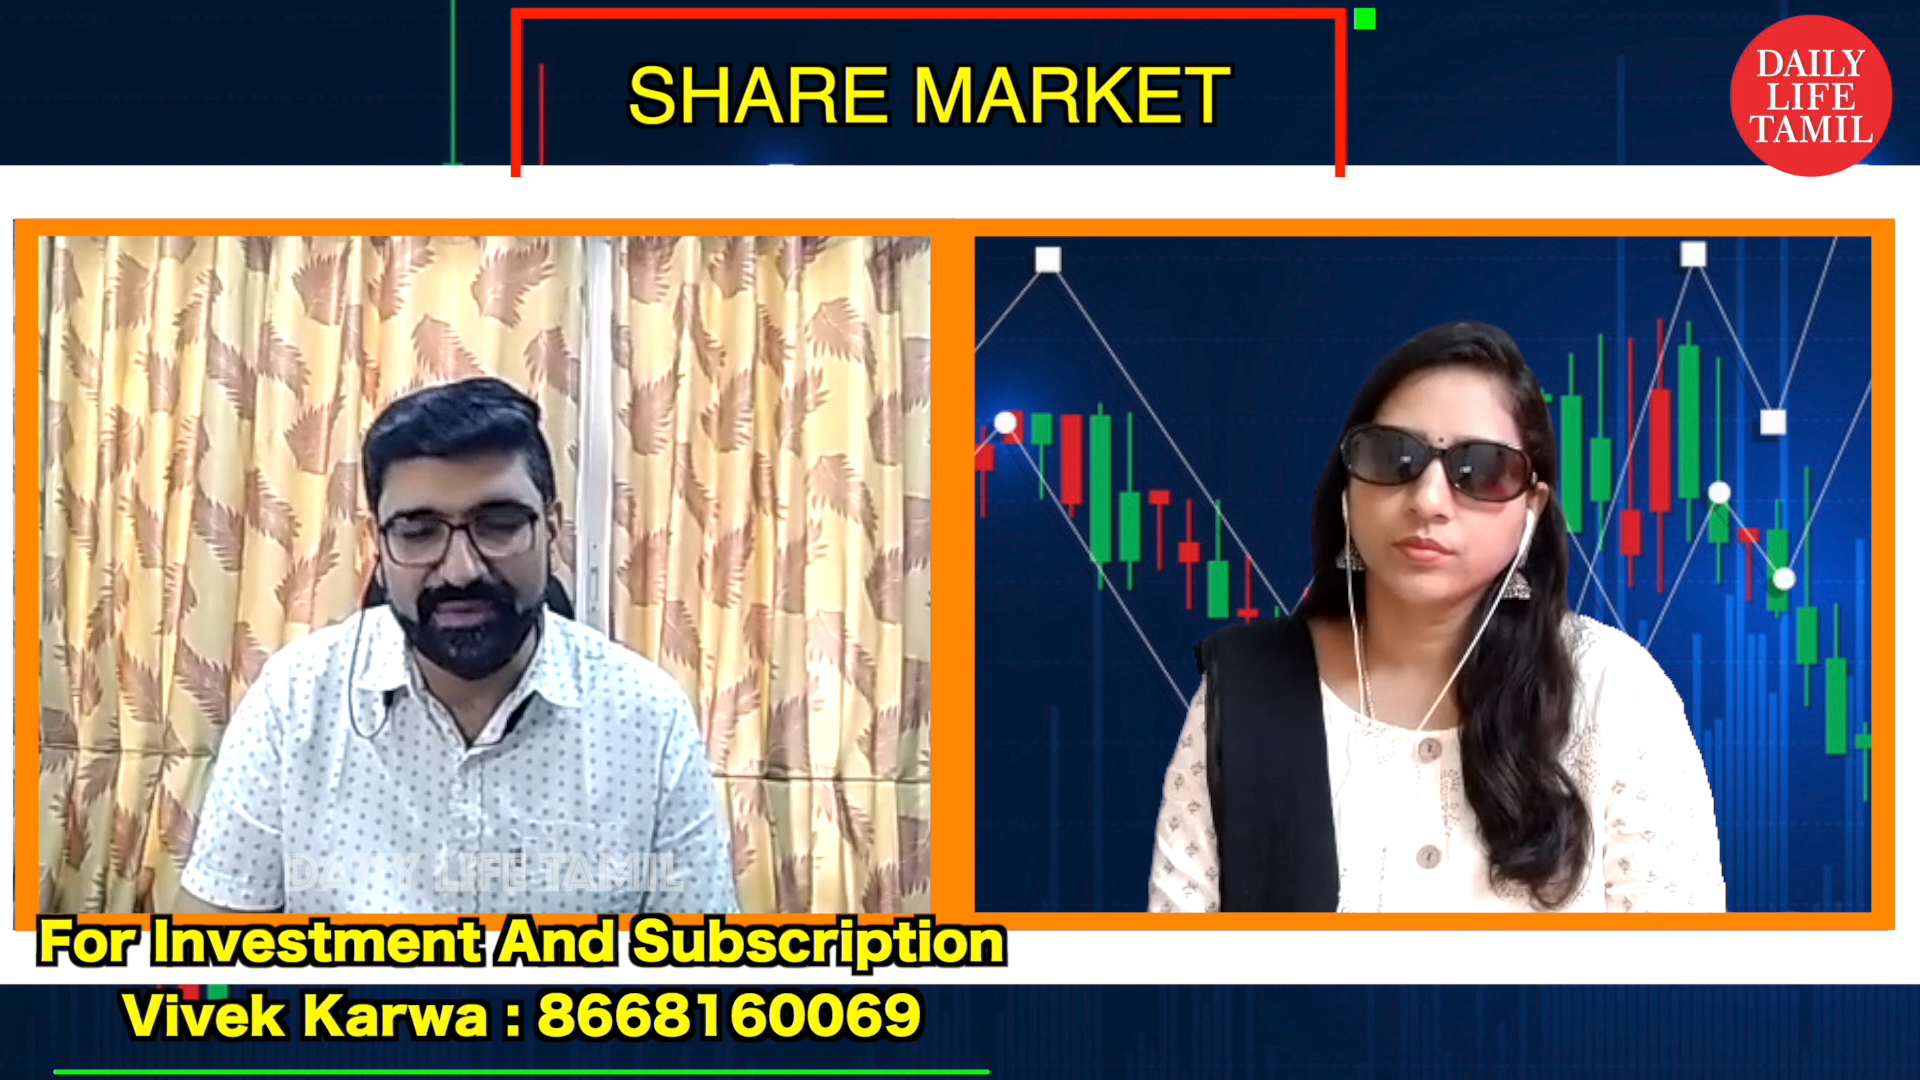 SHARE MARKET
DAILY
LIFE
TAMIL
DAILY LIFE TAMIL
For Investment And Subscription
Vivek Karwa : 8668160069